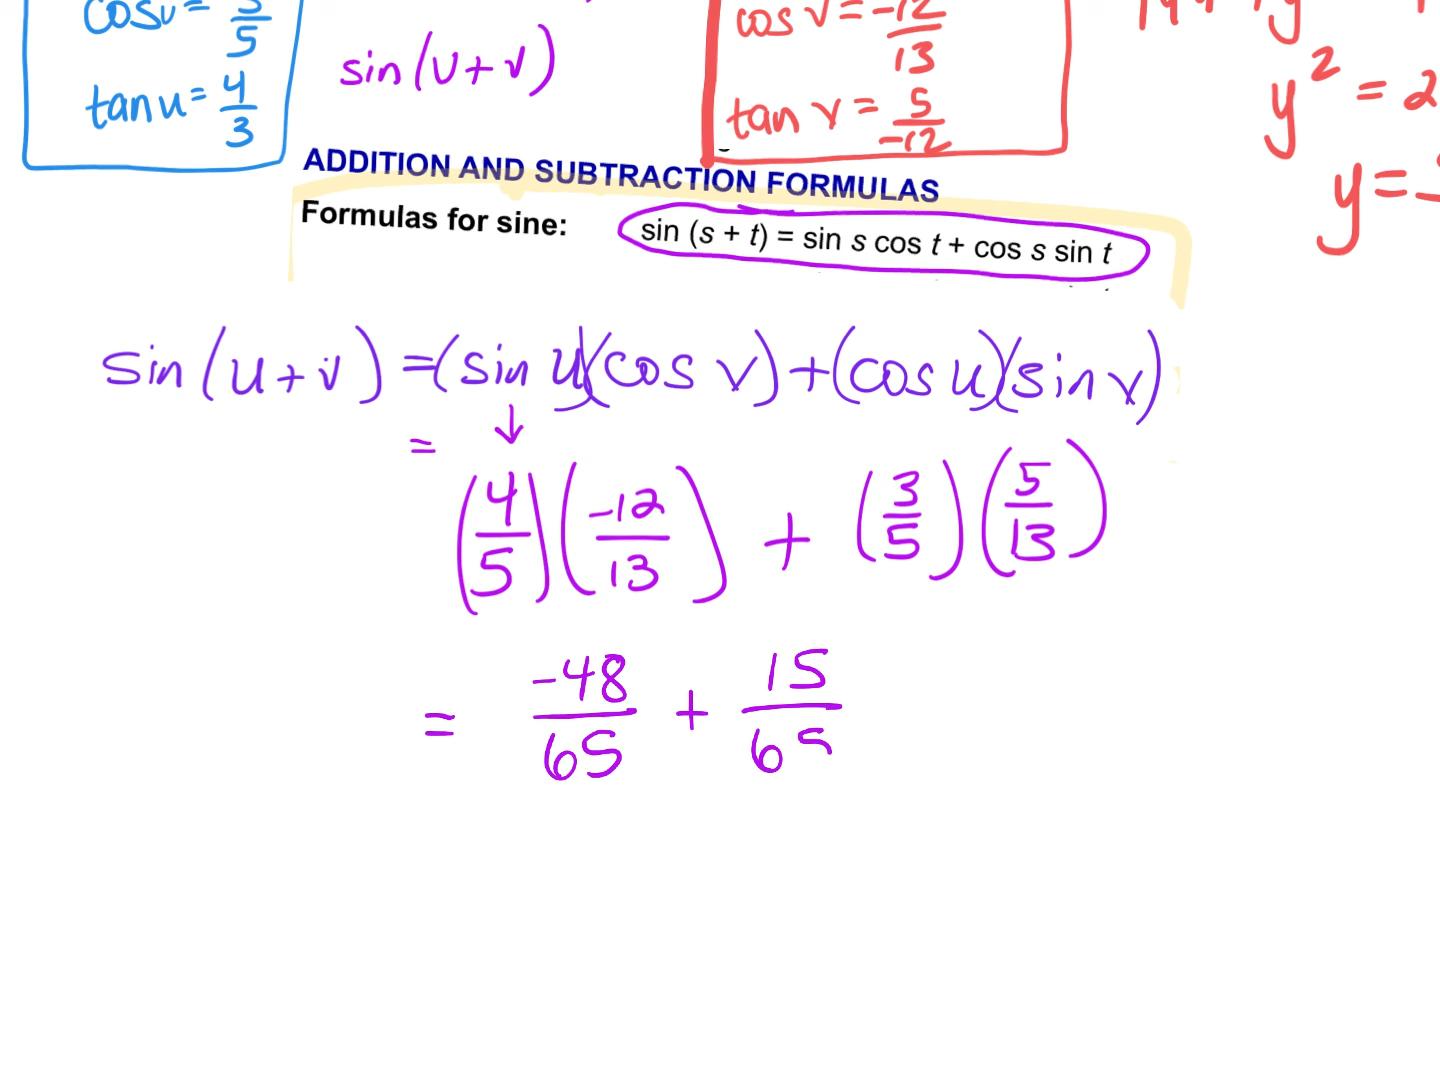 cos u = 3/5
tan u = 4/3
sin(u+v)
cos v = -12/13
tan v = 5/-12
y² = 2
y =
ADDITION AND SUBTRACTION FORMULAS
Formulas for sine: sin (s + t) = sin s cos t + cos s sin t
sin(u+v) = (sin u)(cos v) + (cos u)(sin v)
= (4/5)(-12/13) + (3/5)(5/13)
= -48/65 + 15/65